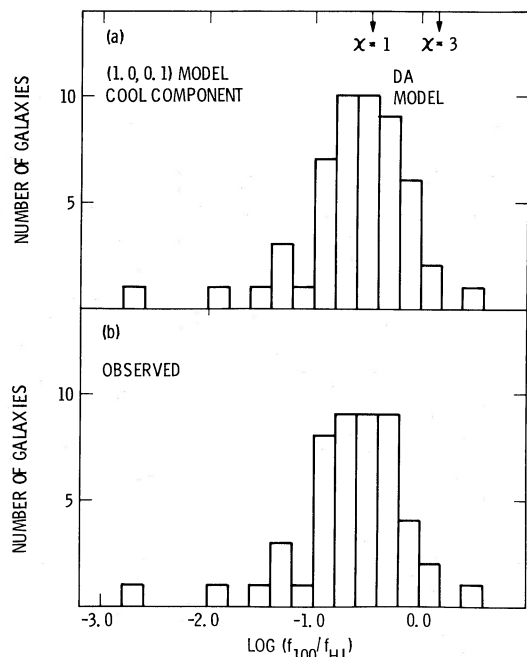 (a)
χ = 1 χ = 3
(1.0, 0.1) MODEL DA
COOL COMPONENT MODEL
NUMBER OF GALAXIES
10
5
(b)
OBSERVED
NUMBER OF GALAXIES
10
5
-3.0 -2.0 -1.0 0.0
LOG (f100/fHI)